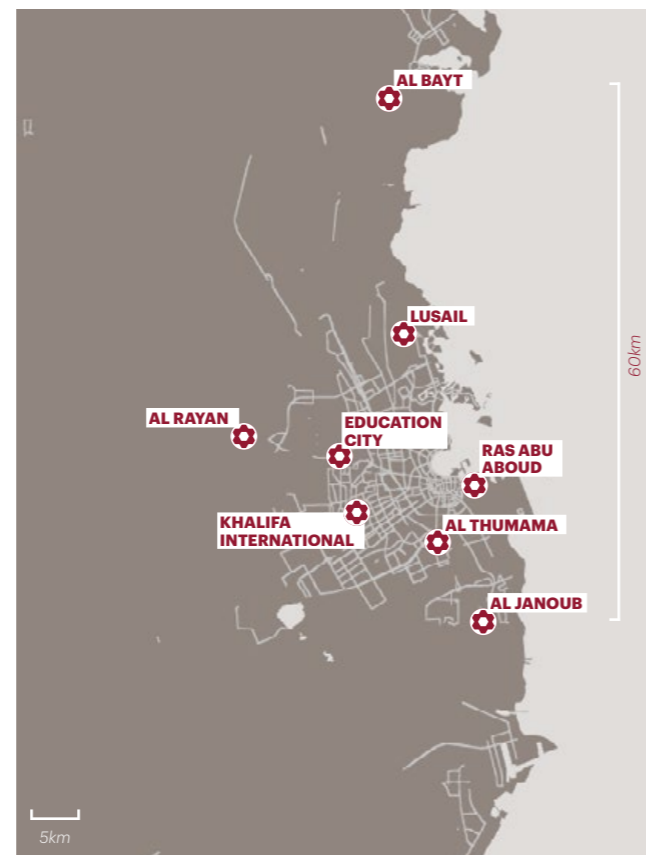 AL BAYT
LUSAIL
60km
AL RAYAN
EDUCATION
CITY
RAS ABU
ABOUD
KHALIFA
INTERNATIONAL
AL THUMAMA
AL JANOUB
5km